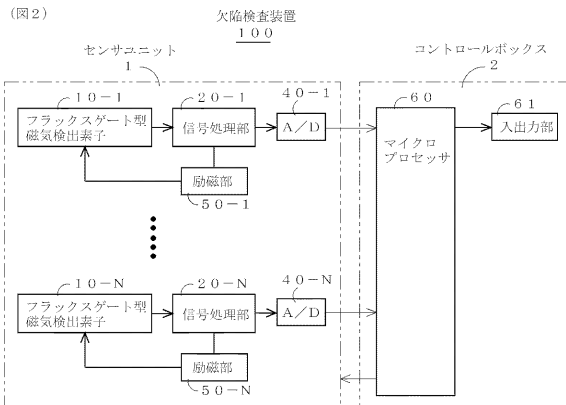 (図2)
欠陥検査装置
100
センサユニット
1
コントロールボックス
2
10-1
20-1
40-1
60
61
フラックスゲート型
磁気検出素子
信号処理部
A/D
マイクロ
プロセッサ
入出力部
励磁部
50-1
10-N
20-N
40-N
フラックスゲート型
磁気検出素子
信号処理部
A/D
励磁部
50-N